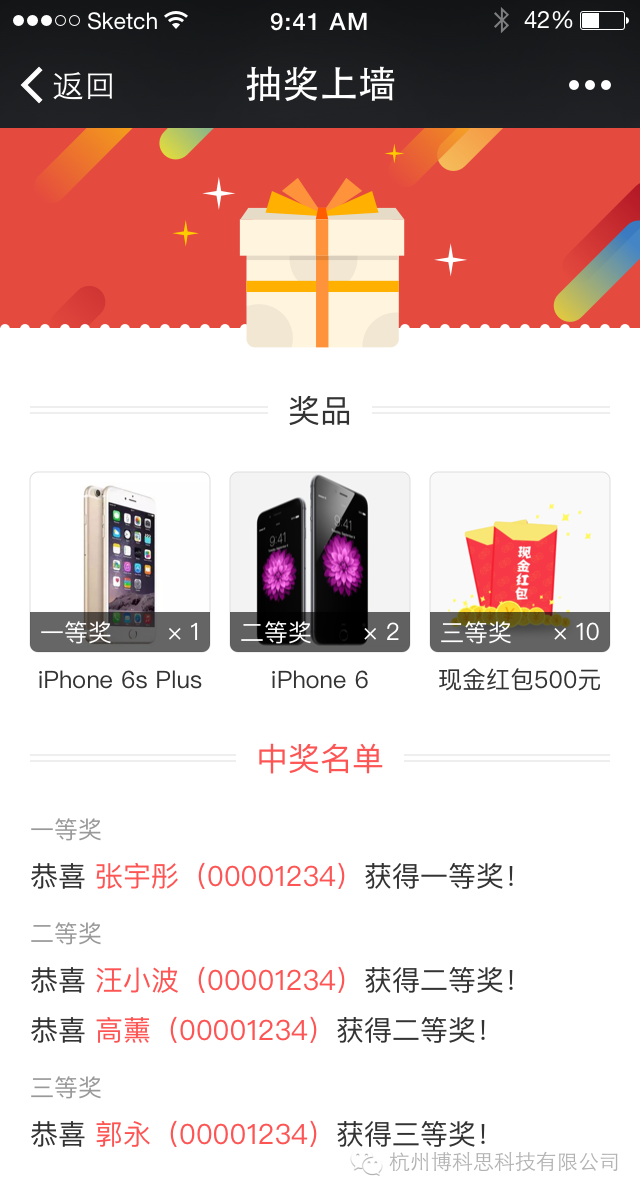 Sketch 9:41 AM 42%
返回 抽奖上墙
奖品
现金红包
一等奖 × 1 二等奖 × 2 三等奖 × 10
iPhone 6s Plus iPhone 6 现金红包500元
中奖名单
一等奖
恭喜 张宇彤（00001234）获得一等奖！
二等奖
恭喜 汪小波（00001234）获得二等奖！
恭喜 高薰（00001234）获得二等奖！
三等奖
恭喜 郭永（00001234）获得三等奖！
杭州博科思科技有限公司